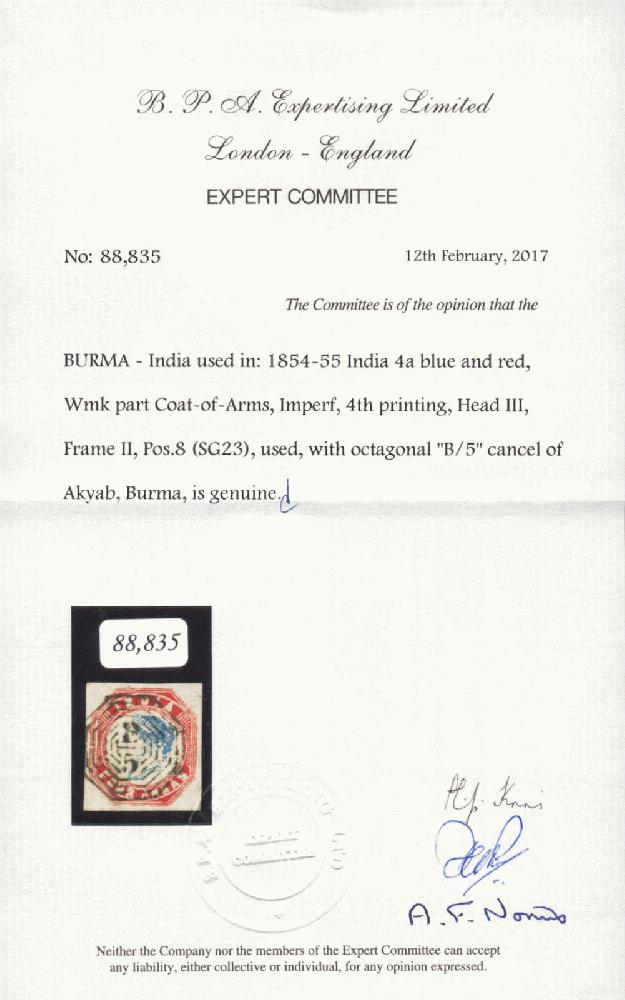 B. P. A. Expertising Limited
London - England
EXPERT COMMITTEE
No: 88,835
12th February, 2017
The Committee is of the opinion that the
BURMA - India used in: 1854-55 India 4a blue and red,
Wmk part Coat-of-Arms, Imperf, 4th printing, Head III,
Frame II, Pos.8 (SG23), used, with octagonal "B/5" cancel of
Akyab, Burma, is genuine.
88,835
B
5
A. F. Norris
Neither the Company nor the members of the Expert Committee can accept
any liability, either collective or individual, for any opinion expressed.